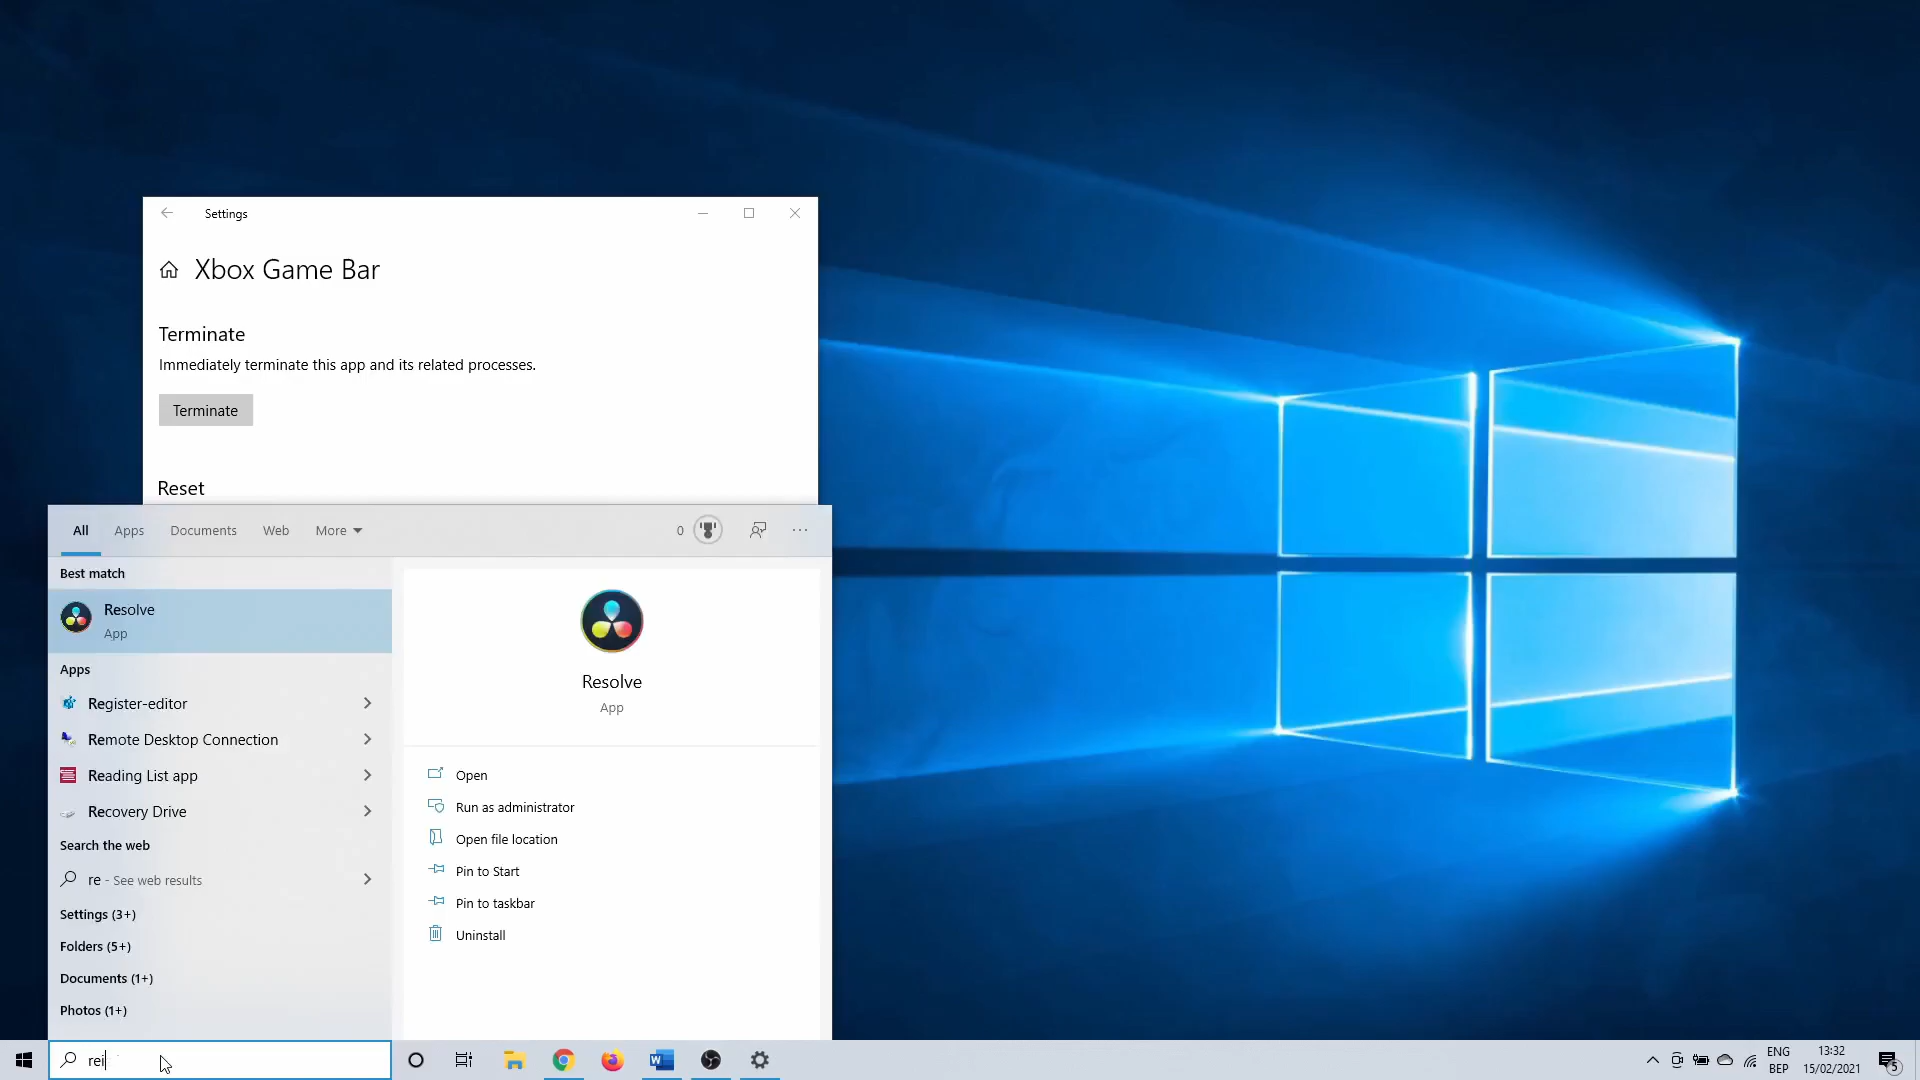 Settings
Xbox Game Bar
Terminate
Immediately terminate this app and its related processes.
Terminate
Reset
All Apps Documents Web More 0
Best match
Resolve
App
Apps
Register-editor
Remote Desktop Connection
Reading List app
Recovery Drive
Search the web
re - See web results
Settings (3+)
Folders (5+)
Documents (1+)
Photos (1+)
Resolve
App
Open
Run as administrator
Open file location
Pin to Start
Pin to taskbar
Uninstall
rei
ENG
BEP
13:32
15/02/2021
5